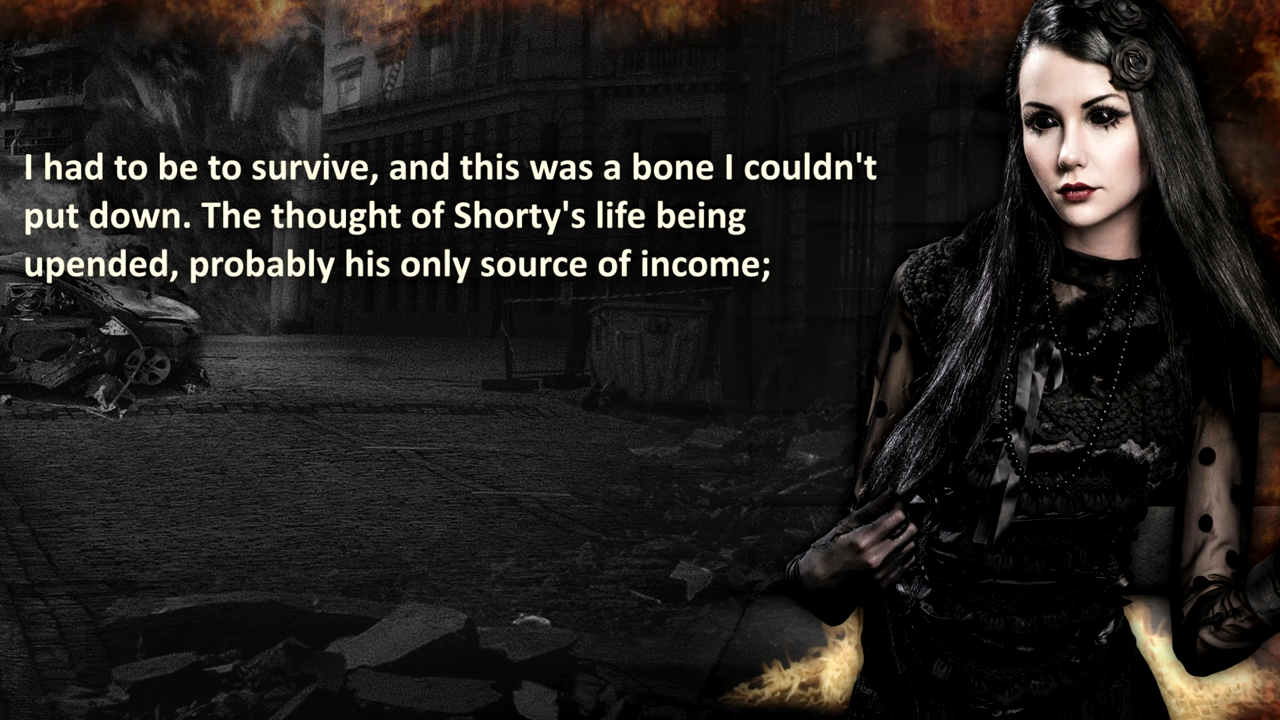 I had to be to survive, and this was a bone I couldn't
put down. The thought of Shorty's life being
upended, probably his only source of income;